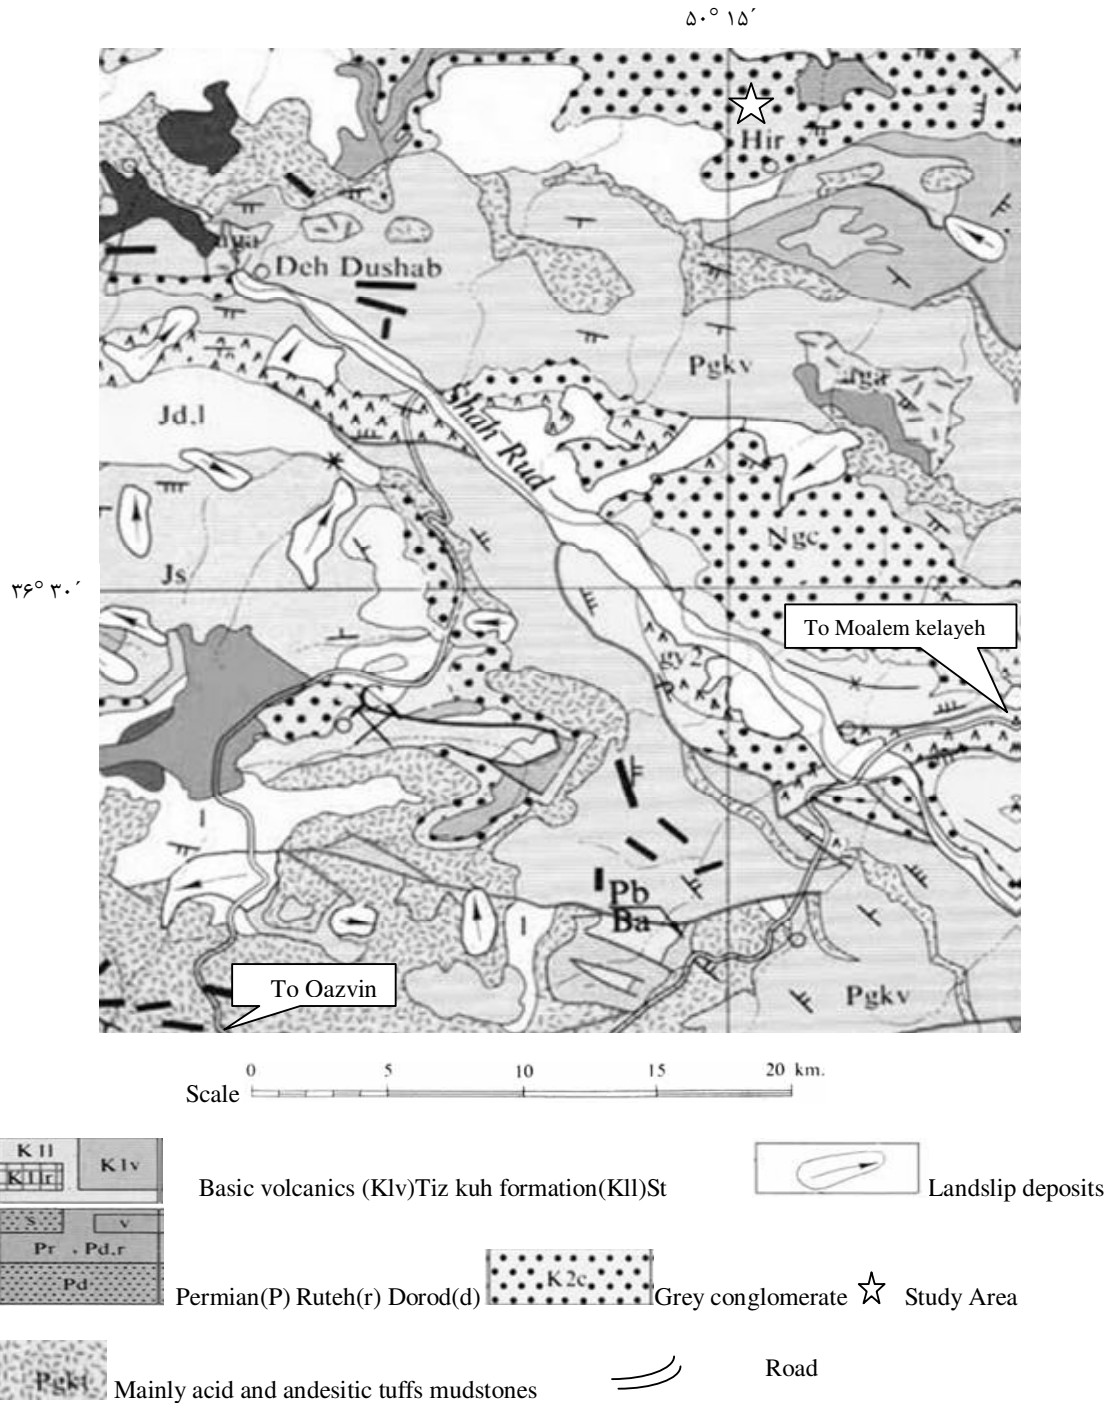 ۵۰° ۱۵´
Hir
Deh Dushab
Pgkv
Jd,l
Shah Rud
Ngc
۳۶° ۳۰´
Js
To Moalem kelayeh
gy2
l
Pb
Ba
l
To Oazvin
Pgkv
0 5 10 15 20 km.
Scale
K1l
K1v
K1lr
Basic volcanics (Klv)Tiz kuh formation(Kll)St
Landslip deposits
s v
Pr . Pd,r
Pd
K2c
Permian(P) Ruteh(r) Dorod(d)
Grey conglomerate
Study Area
Pgkt
Mainly acid and andesitic tuffs mudstones
Road